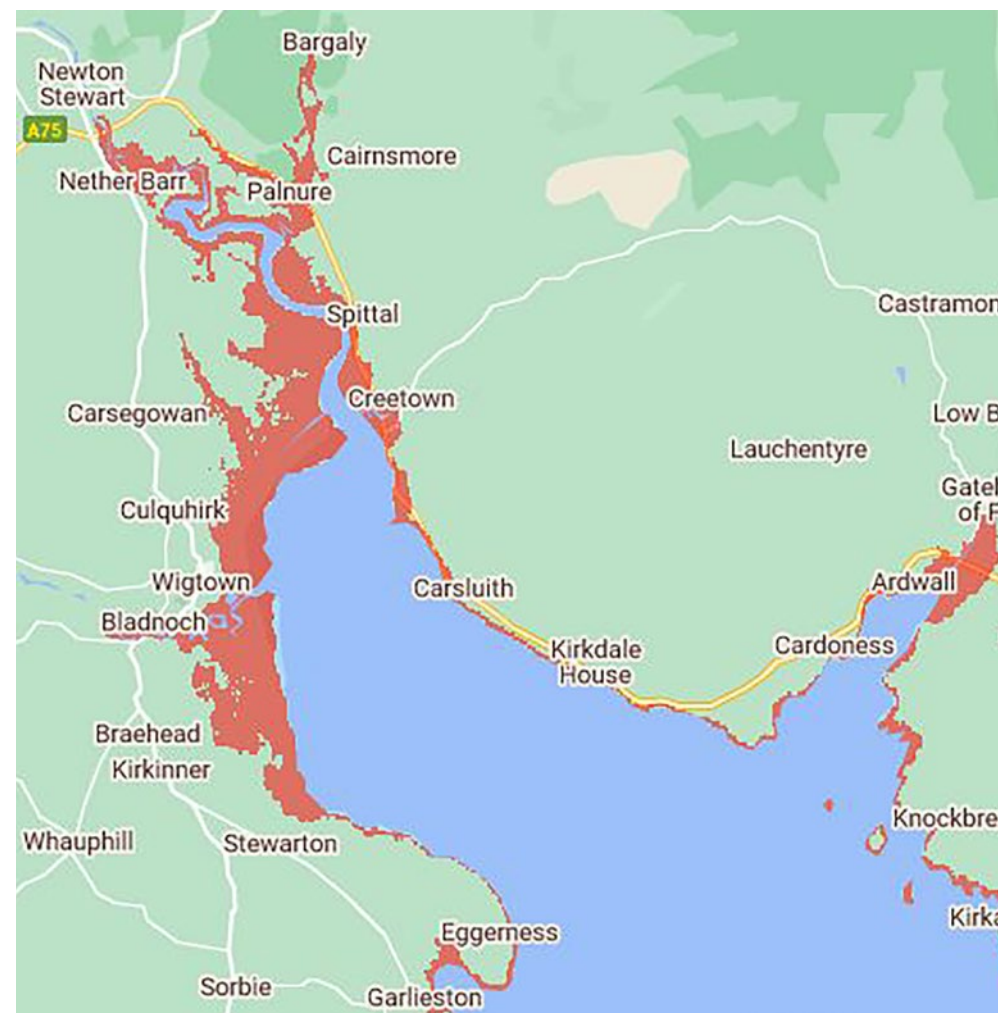 Bargaly
Newton
Stewart
A75
Cairnsmore
Nether Barr
Palnure
Castramon
Spittal
Creetown
Carsegowan
Low B
Lauchentyre
Gatel
of F
Culquhirk
Wigtown
Ardwall
Carsluith
Bladnoch
Cardoness
Kirkdale
House
Braehead
Kirkinner
Knockbre
Whauphill
Stewarton
Kirka
Eggerness
Sorbie
Garlieston